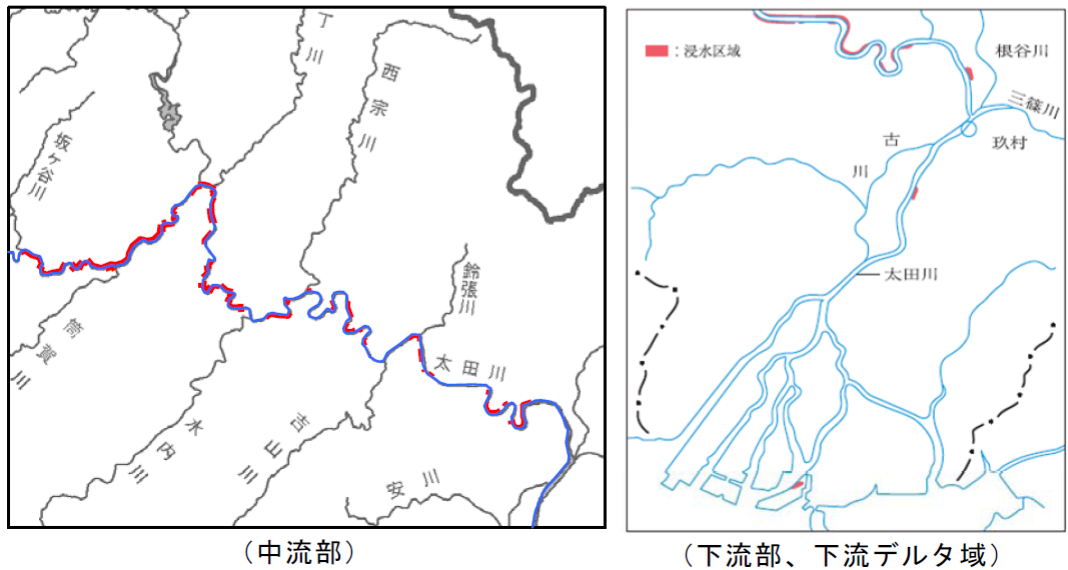 丁川
西宗川
坂ヶ谷川
鈴張川
筒賀川
太田川
水内川
吉山川
安川
(中流部)
:浸水区域
根谷川
三篠川
古川
玖村
太田川
(下流部、下流デルタ域)